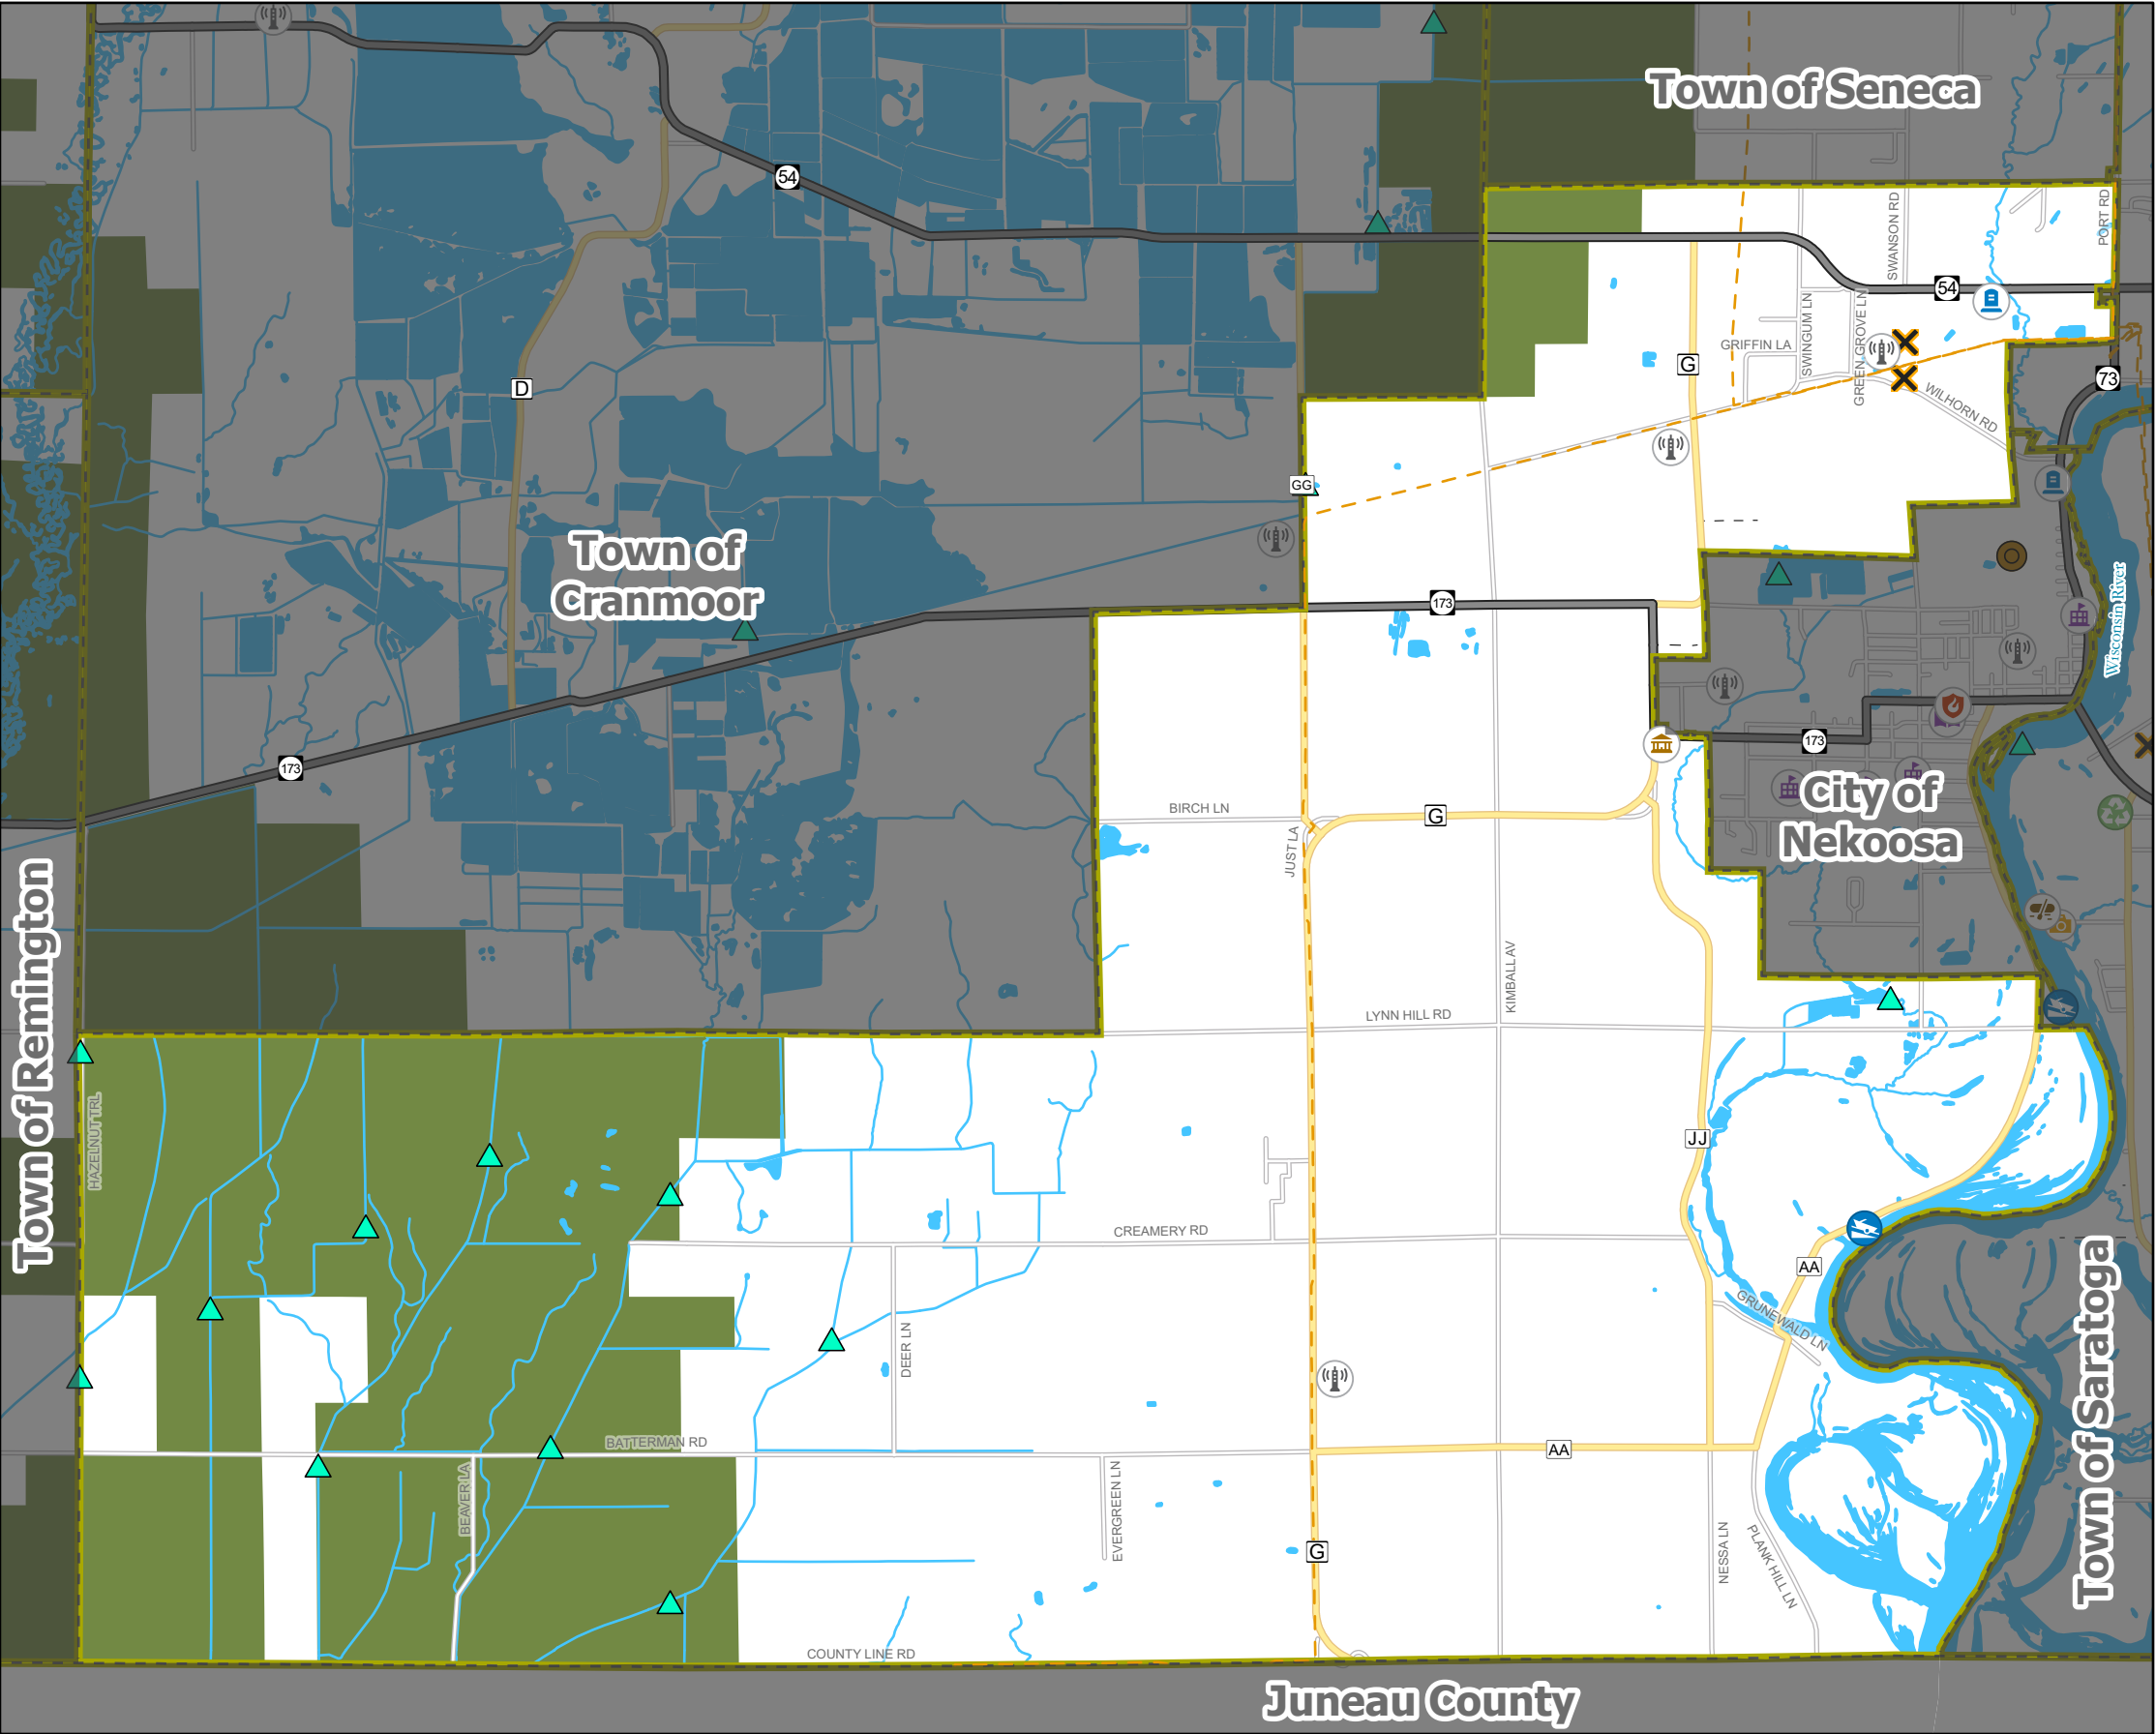 Town of Seneca
54
SWANSON RD
PORT RD
54
SWINGUM LN
GREEN GROVE LN
GRIFFIN LA
G
73
D
WILHORN RD
GG
Town of
Cranmoor
173
Wisconsin River
173
173
City of
Nekoosa
BIRCH LN
G
JUST LA
Town of Remington
KIMBALL AV
LYNN HILL RD
HAZELNUT TRL
JJ
CREAMERY RD
AA
GRUNEWALD LN
DEER LN
Town of Saratoga
BATTERMAN RD
AA
BEAVER LA
EVERGREEN LN
G
NESSA LN
PLANK HILL LN
COUNTY LINE RD
Juneau County